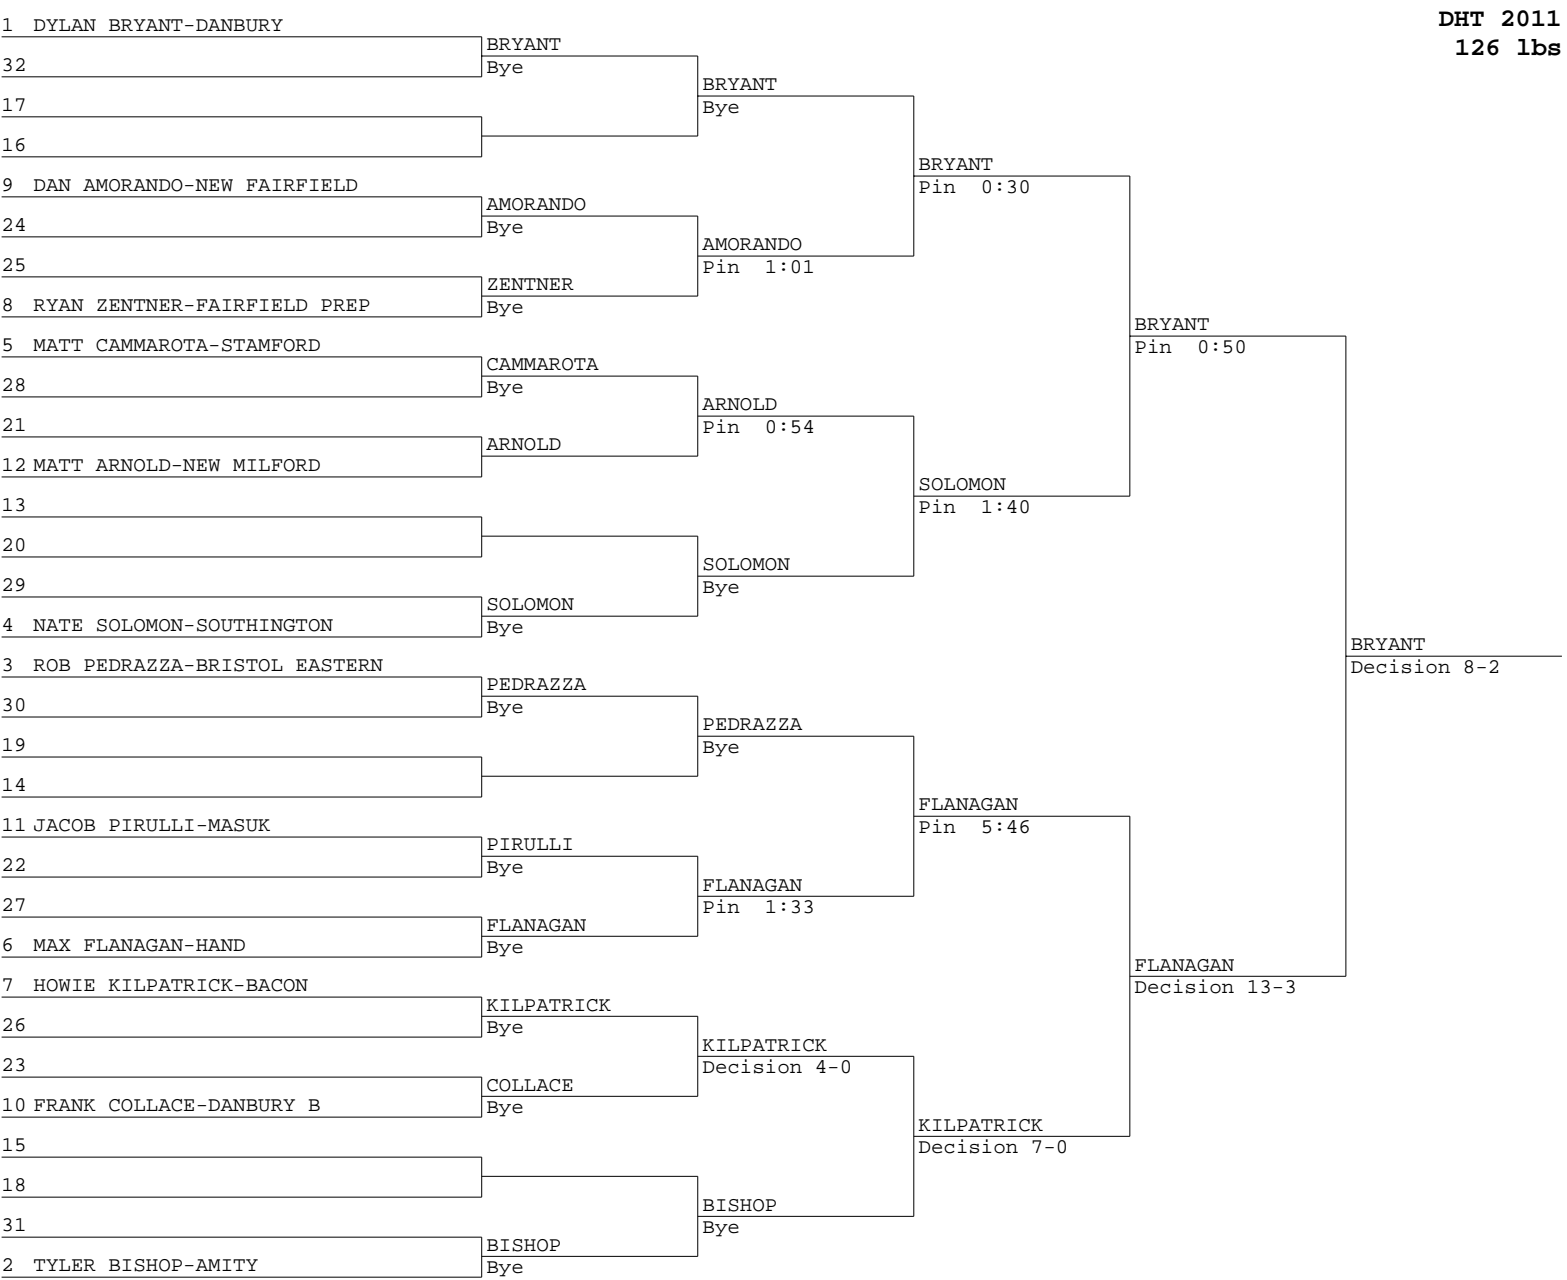 DHT 2011
126 lbs
1 DYLAN BRYANT-DANBURY
32
17
16
9 DAN AMORANDO-NEW FAIRFIELD
24
25
8 RYAN ZENTNER-FAIRFIELD PREP
5 MATT CAMMAROTA-STAMFORD
28
21
12 MATT ARNOLD-NEW MILFORD
13
20
29
4 NATE SOLOMON-SOUTHINGTON
3 ROB PEDRAZZA-BRISTOL EASTERN
30
19
14
11 JACOB PIRULLI-MASUK
22
27
6 MAX FLANAGAN-HAND
7 HOWIE KILPATRICK-BACON
26
23
10 FRANK COLLACE-DANBURY B
15
18
31
2 TYLER BISHOP-AMITY
BRYANT
Bye
AMORANDO
Bye
ZENTNER
Bye
CAMMAROTA
Bye
ARNOLD
SOLOMON
Bye
PEDRAZZA
Bye
PIRULLI
Bye
FLANAGAN
Bye
KILPATRICK
Bye
COLLACE
Bye
BISHOP
Bye
BRYANT
Bye
AMORANDO
Pin 1:01
ARNOLD
Pin 0:54
SOLOMON
Bye
PEDRAZZA
Bye
FLANAGAN
Pin 1:33
KILPATRICK
Decision 4-0
BISHOP
Bye
BRYANT
Pin 0:30
SOLOMON
Pin 1:40
FLANAGAN
Pin 5:46
KILPATRICK
Decision 7-0
BRYANT
Pin 0:50
FLANAGAN
Decision 13-3
BRYANT
Decision 8-2